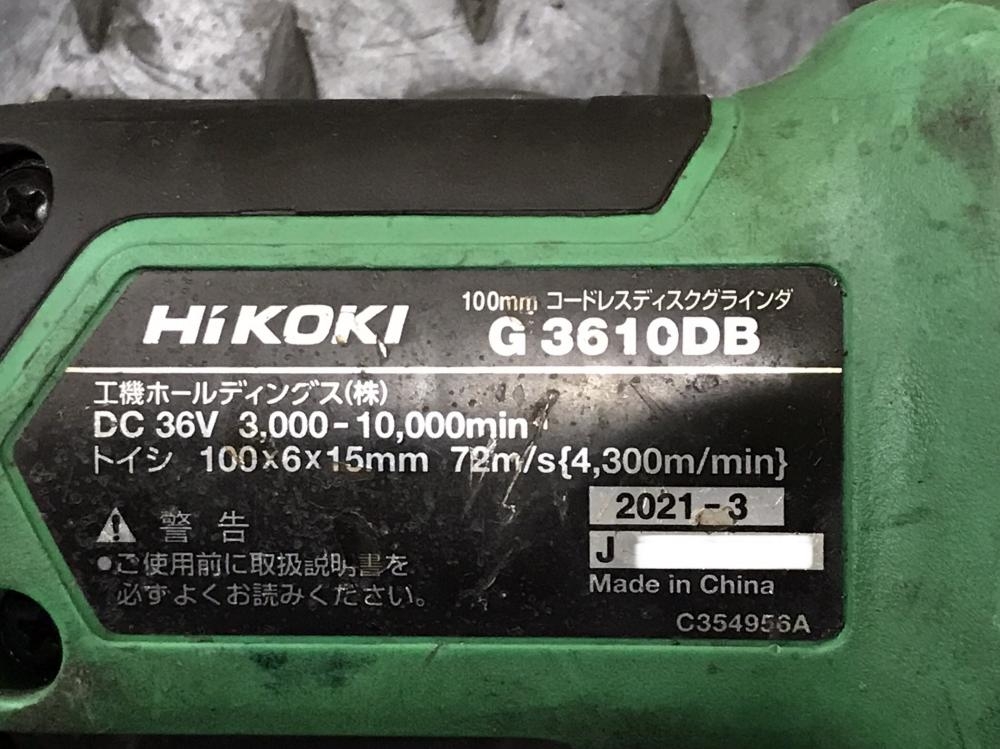 HiKOKI
100mm コードレスディスクグラインダ
G 3610DB
工機ホールディングス(株)
DC 36V 3,000-10,000min-1
トイシ 100×6×15mm 72m/s{4,300m/min}
2021-3
J
Made in China
C354956A
警告
●ご使用前に取扱説明書を
必ずよくお読みください。